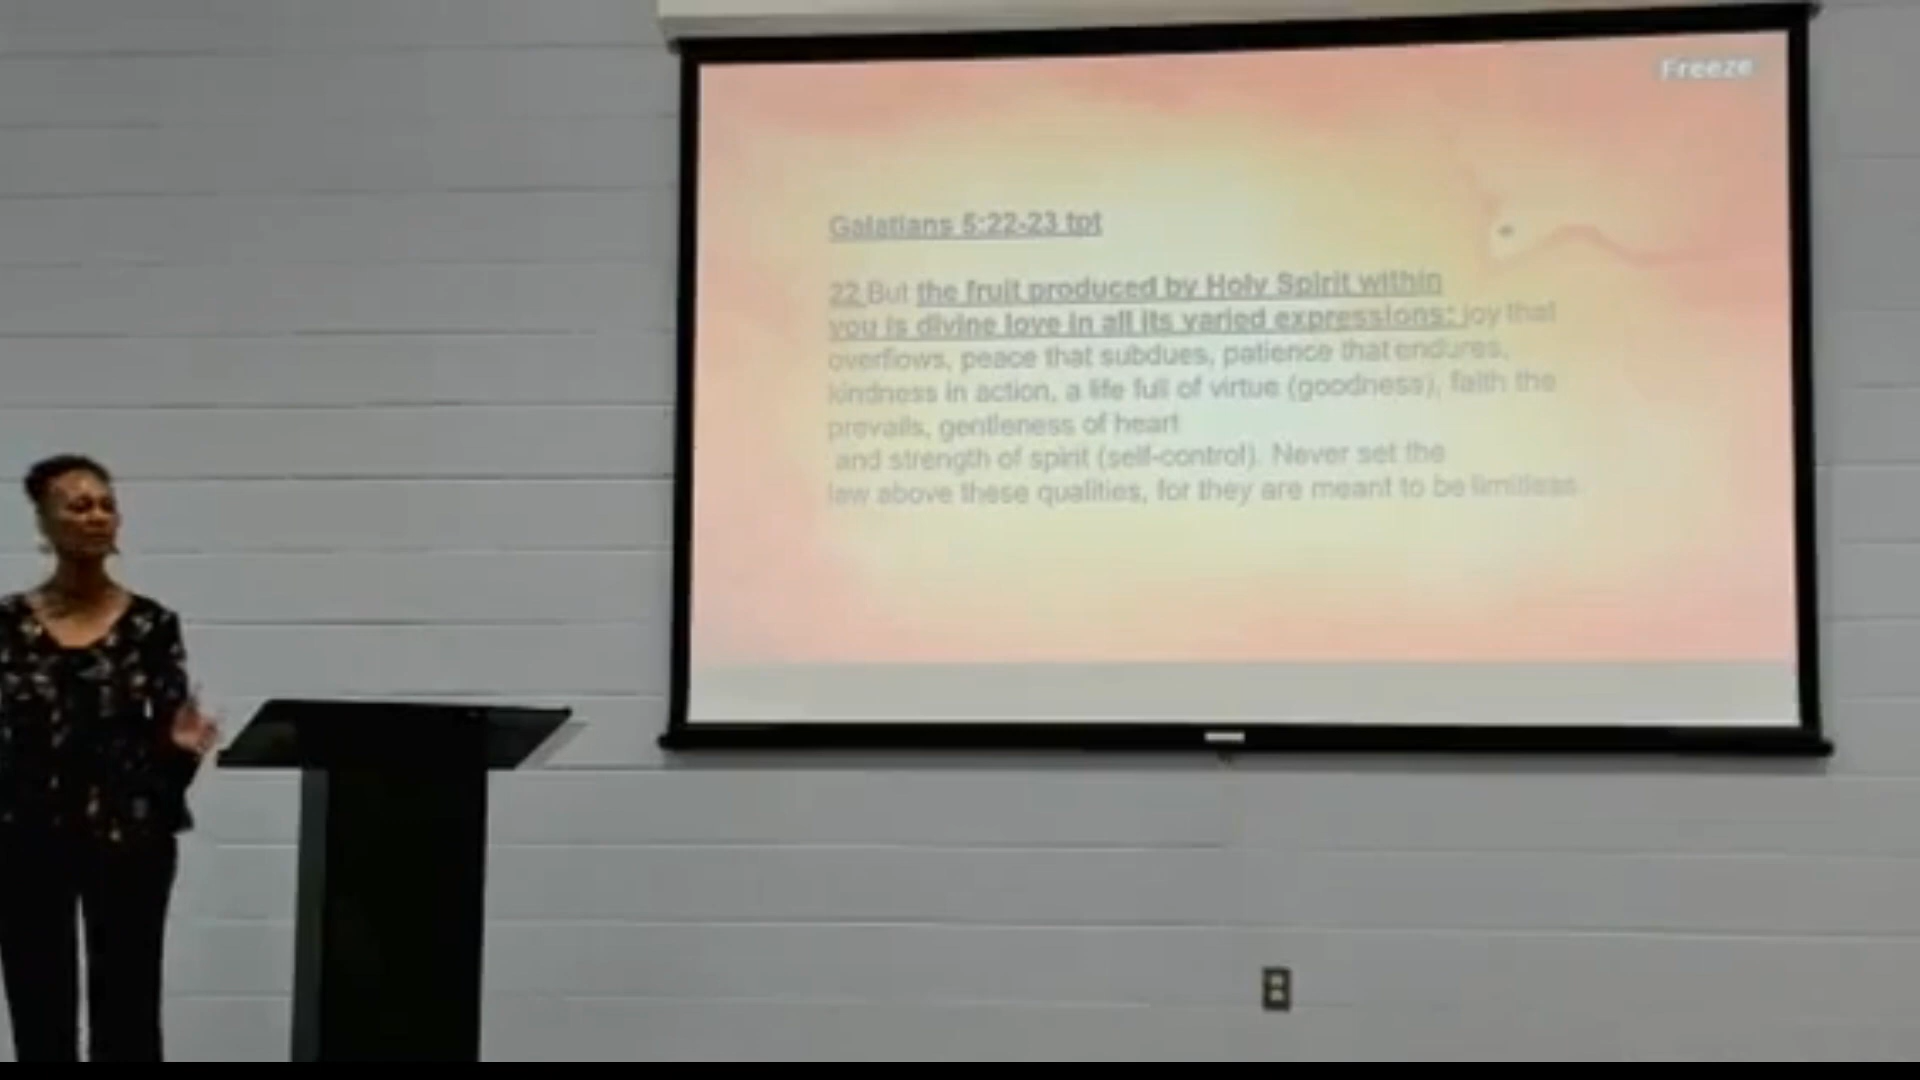 Freeze
Galatians 5:22-23 tpt
22 But the fruit produced by Holy Spirit within
you is divine love in all its varied expressions: joy that
overflows, peace that subdues, patience that endures,
kindness in action, a life full of virtue (goodness), faith the
prevails, gentleness of heart
and strength of spirit (self-control). Never set the
law above these qualities, for they are meant to be limitless.